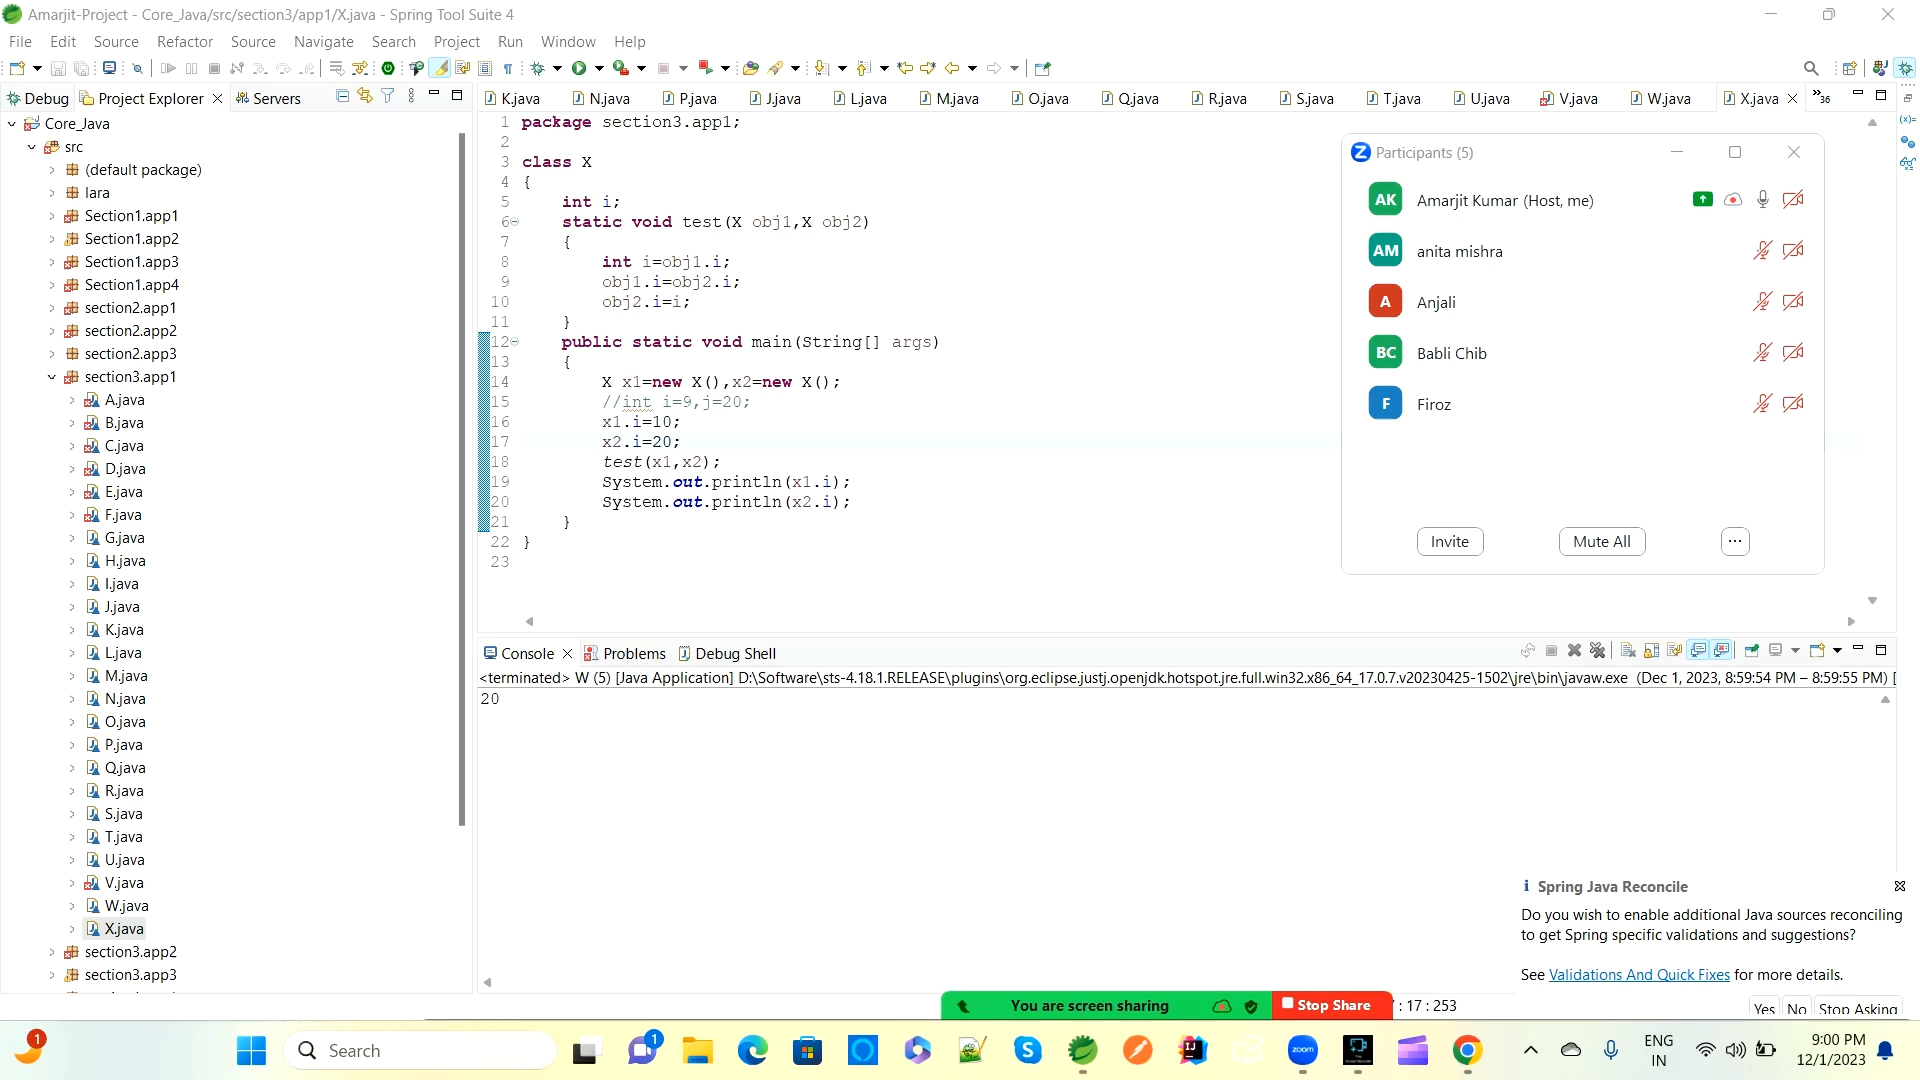 Amarjit-Project - Core_Java/src/section3/app1/X.java - Spring Tool Suite 4
File Edit Source Refactor Source Navigate Search Project Run Window Help
Debug Project Explorer Servers
K.java N.java P.java J.java L.java M.java O.java Q.java R.java S.java T.java U.java V.java W.java X.java 36
Core_Java
src
(default package)
lara
Section1.app1
Section1.app2
Section1.app3
Section1.app4
section2.app1
section2.app2
section2.app3
section3.app1
A.java
B.java
C.java
D.java
E.java
F.java
G.java
H.java
I.java
J.java
K.java
L.java
M.java
N.java
O.java
P.java
Q.java
R.java
S.java
T.java
U.java
V.java
W.java
X.java
section3.app2
section3.app3
1 package section3.app1;
2
3 class X
4 {
5 int i;
6 static void test(X obj1,X obj2)
7 {
8 int i=obj1.i;
9 obj1.i=obj2.i;
10 obj2.i=i;
11 }
12 public static void main(String[] args)
13 {
14 X x1=new X(),x2=new X();
15 //int i=9,j=20;
16 x1.i=10;
17 x2.i=20;
18 test(x1,x2);
19 System.out.println(x1.i);
20 System.out.println(x2.i);
21 }
22 }
23
Participants (5)
AK Amarjit Kumar (Host, me)
AM anita mishra
A Anjali
BC Babli Chib
F Firoz
Invite Mute All ...
Console Problems Debug Shell
<terminated> W (5) [Java Application] D:\Software\sts-4.18.1.RELEASE\plugins\org.eclipse.justj.openjdk.hotspot.jre.full.win32.x86_64_17.0.7.v20230425-1502\jre\bin\javaw.exe (Dec 1, 2023, 8:59:54 PM – 8:59:55 PM) [
20
Spring Java Reconcile
Do you wish to enable additional Java sources reconciling
to get Spring specific validations and suggestions?
See Validations And Quick Fixes for more details.
Yes No Stop Asking
You are screen sharing Stop Share : 17 : 253
1
Search
1
zoom
ENG
IN
9:00 PM
12/1/2023